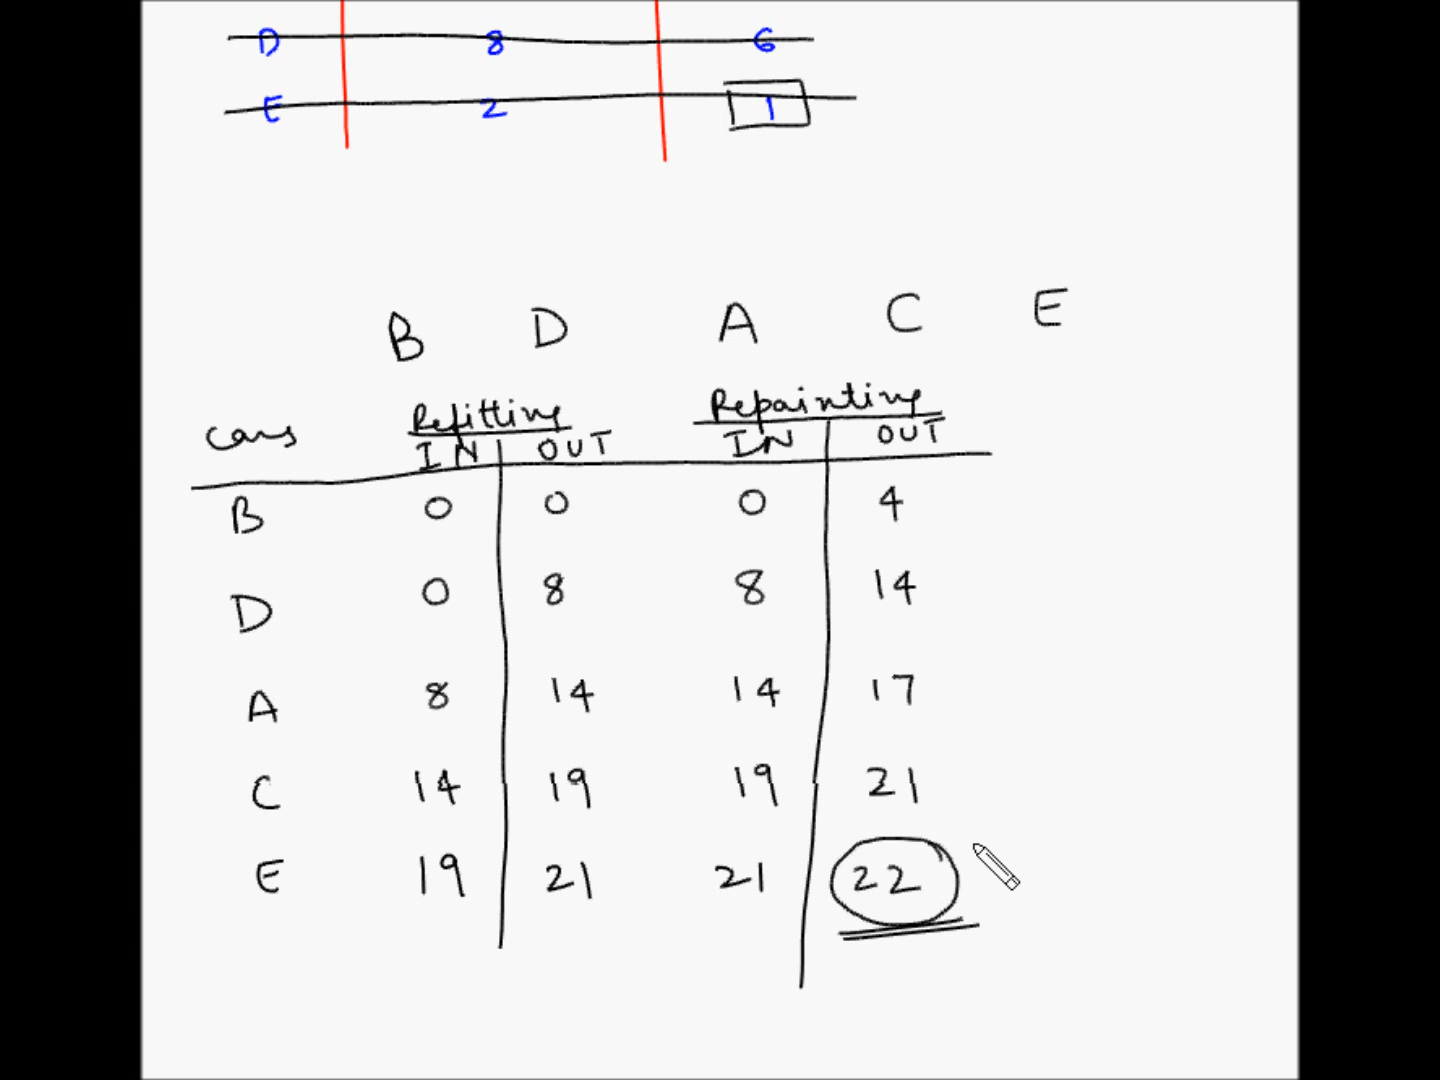 D 8 6
E 2 1
B D A C E
cars Refitting Repainting
IN OUT IN OUT
B 0 0 0 4
D 0 8 8 14
A 8 14 14 17
C 14 19 19 21
E 19 21 21 22